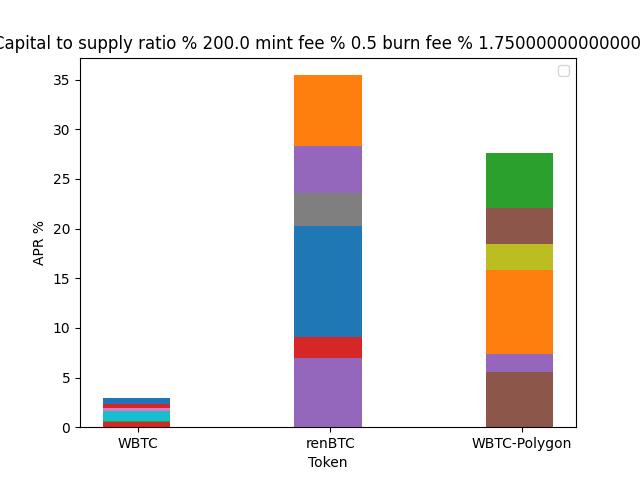 Capital to supply ratio % 200.0 mint fee % 0.5 burn fee % 1.75000000000000
35
30
25
20
15
10
5
0
APR %
WBTC
renBTC
WBTC-Polygon
Token